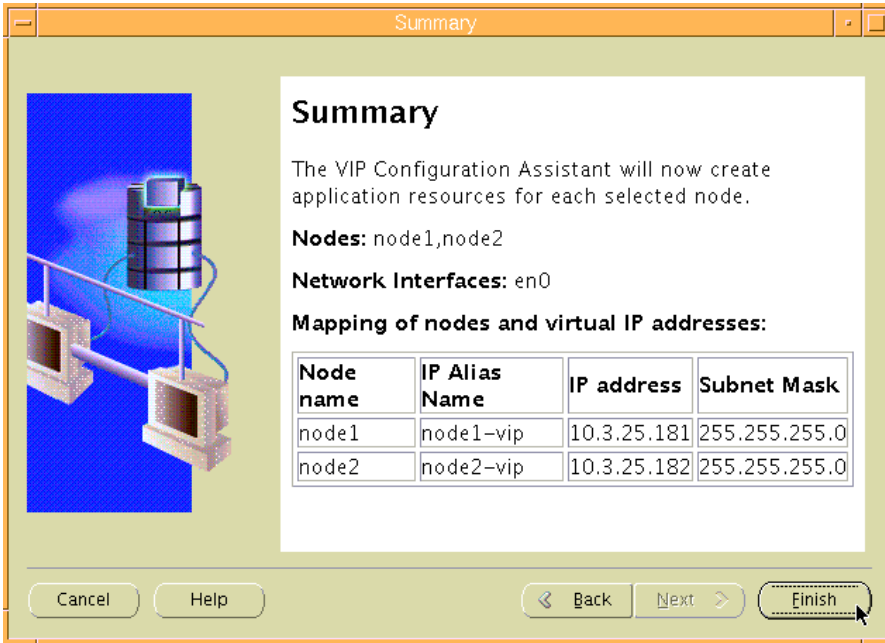 Summary
Summary
The VIP Configuration Assistant will now create
application resources for each selected node.
Nodes: node1,node2
Network Interfaces: en0
Mapping of nodes and virtual IP addresses:
Node name IP Alias Name IP address Subnet Mask
node1 node1-vip 10.3.25.181 255.255.255.0
node2 node2-vip 10.3.25.182 255.255.255.0
Cancel Help Back Next Finish